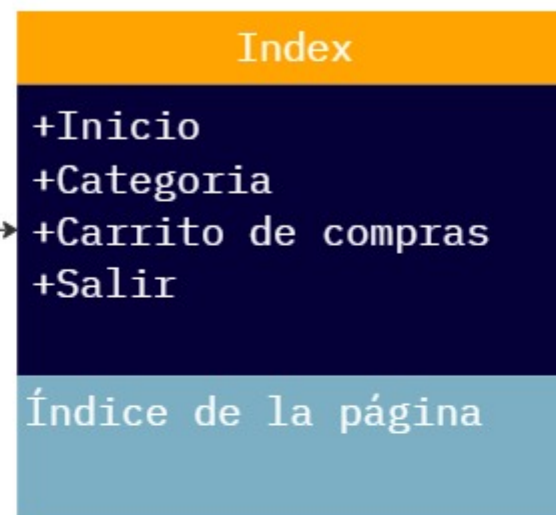 Index
+Inicio
+Categoria
+Carrito de compras
+Salir
Índice de la página